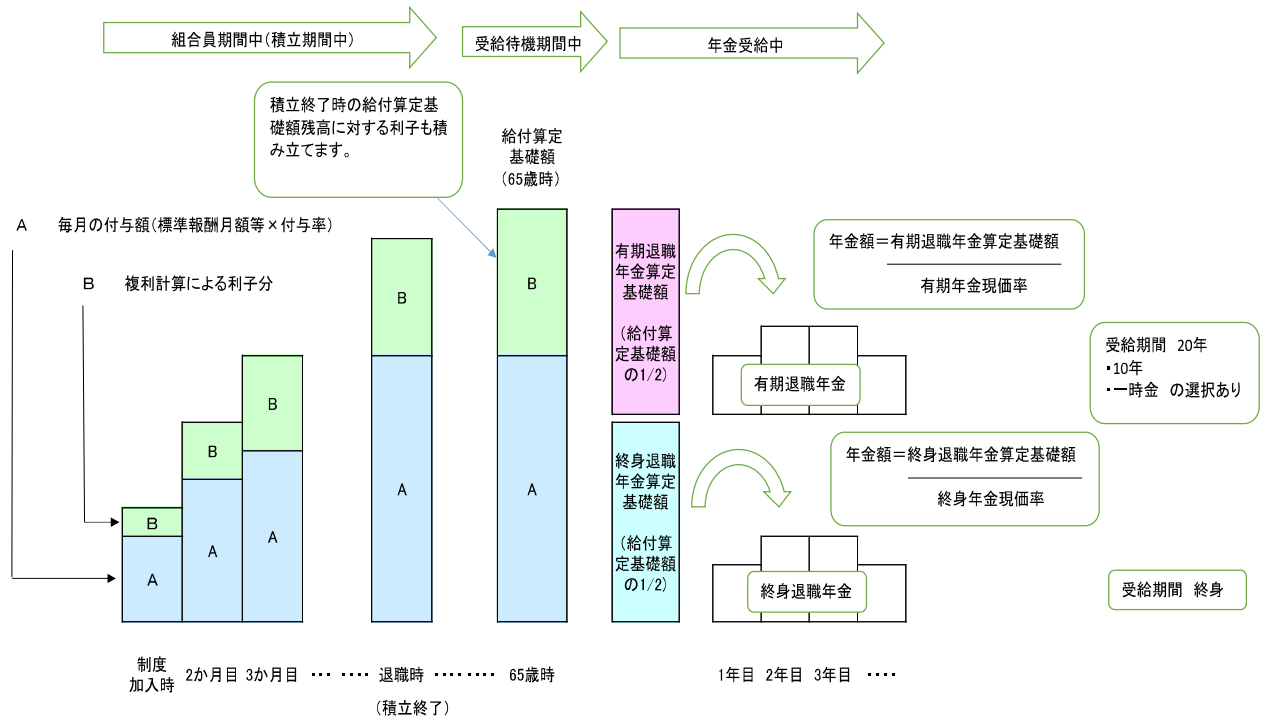 組合員期間中(積立期間中)
受給待機期間中
年金受給中
積立終了時の給付算定基
礎額残高に対する利子も積
み立てます。
給付算定
基礎額
(65歳時)
A 毎月の付与額(標準報酬月額等×付与率)
B 複利計算による利子分
B
A
B
A
B
A
B
A
B
A
有期退職
年金算定
基礎額
(給付算
定基礎額
の1/2)
終身退職
年金算定
基礎額
(給付算
定基礎額
の1/2)
年金額=有期退職年金算定基礎額
有期年金現価率
有期退職年金
受給期間 20年
・10年
・一時金 の選択あり
年金額=終身退職年金算定基礎額
終身年金現価率
終身退職年金
受給期間 終身
制度
加入時
2か月目
3か月目
… ‥‥
退職時
(積立終了)
‥‥‥‥
65歳時
1年目
2年目
3年目
‥‥